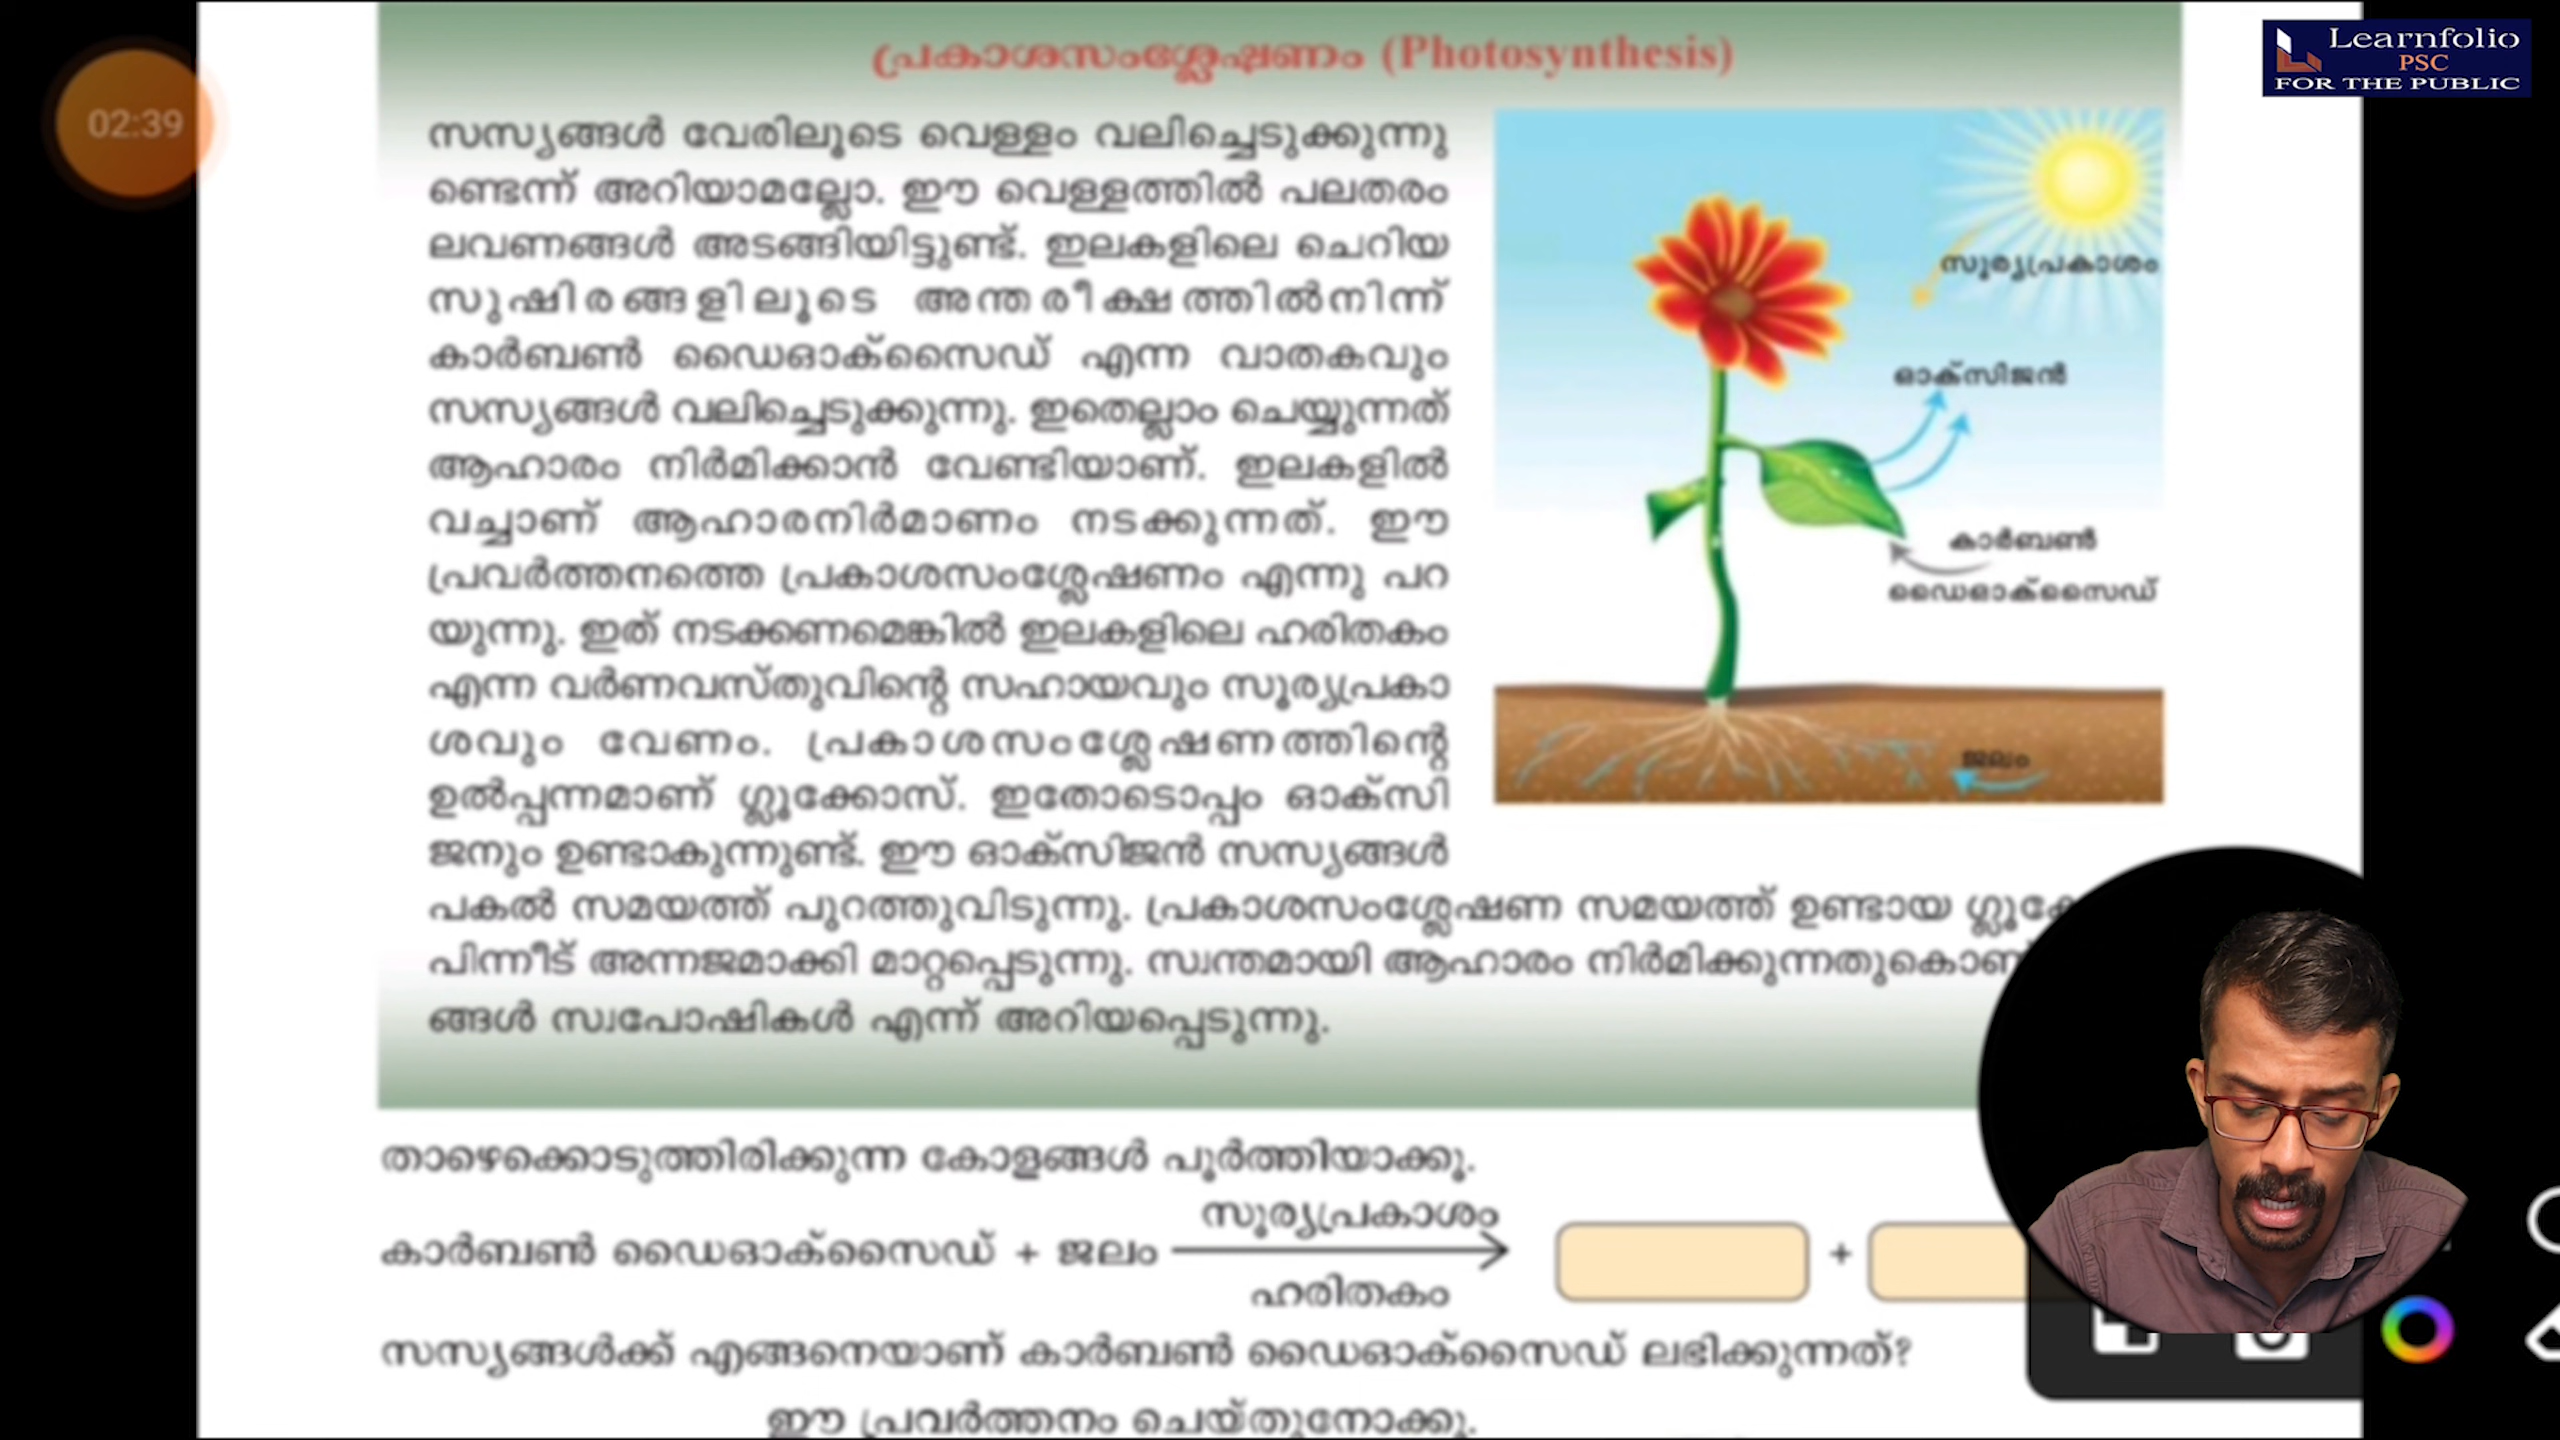 പ്രകാശസംശ്ലേഷണം (Photosynthesis)
Learnfolio
PSC
FOR THE PUBLIC
02:39
സസ്യങ്ങൾ വേരിലൂടെ വെള്ളം വലിച്ചെടുക്കുന്നു
ണ്ടെന്ന് അറിയാമല്ലോ. ഈ വെള്ളത്തിൽ പലതരം
ലവണങ്ങൾ അടങ്ങിയിട്ടുണ്ട്. ഇലകളിലെ ചെറിയ
സുഷിരങ്ങളിലൂടെ അന്തരീക്ഷത്തിൽനിന്ന്
കാർബൺ ഡൈഓക്സൈഡ് എന്ന വാതകവും
സസ്യങ്ങൾ വലിച്ചെടുക്കുന്നു. ഇതെല്ലാം ചെയ്യുന്നത്
ആഹാരം നിർമിക്കാൻ വേണ്ടിയാണ്. ഇലകളിൽ
വച്ചാണ് ആഹാരനിർമാണം നടക്കുന്നത്. ഈ
പ്രവർത്തനത്തെ പ്രകാശസംശ്ലേഷണം എന്നു പറ
യുന്നു. ഇത് നടക്കണമെങ്കിൽ ഇലകളിലെ ഹരിതകം
എന്ന വർണവസ്തുവിന്റെ സഹായവും സൂര്യപ്രകാ
ശവും വേണം. പ്രകാശസംശ്ലേഷണത്തിന്റെ
ഉൽപ്പന്നമാണ് ഗ്ലൂക്കോസ്. ഇതോടൊപ്പം ഓക്സി
ജനും ഉണ്ടാകുന്നുണ്ട്. ഈ ഓക്സിജൻ സസ്യങ്ങൾ
പകൽ സമയത്ത് പുറത്തുവിടുന്നു. പ്രകാശസംശ്ലേഷണ സമയത്ത് ഉണ്ടായ
പിന്നീട് അന്നജമാക്കി മാറ്റപ്പെടുന്നു. സ്വന്തമായി ആഹാരം
ങ്ങൾ സ്വപോഷികൾ എന്ന് അറിയപ്പെടുന്നു.
സൂര്യപ്രകാശം
ഓക്സിജൻ
കാർബൺ
ഡൈഓക്സൈഡ്
ജലം
താഴെക്കൊടുത്തിരിക്കുന്ന കോളങ്ങൾ പൂർത്തിയാക്കൂ.
സൂര്യപ്രകാശം
കാർബൺ ഡൈഓക്സൈഡ് + ജലം +
ഹരിതകം
സസ്യങ്ങൾക്ക് എങ്ങനെയാണ് കാർബൺ ഡൈഓക്സൈഡ് ലഭിക്കുന്നത്?
ഈ പ്രവർത്തനം ചെയ്തുനോക്കൂ.